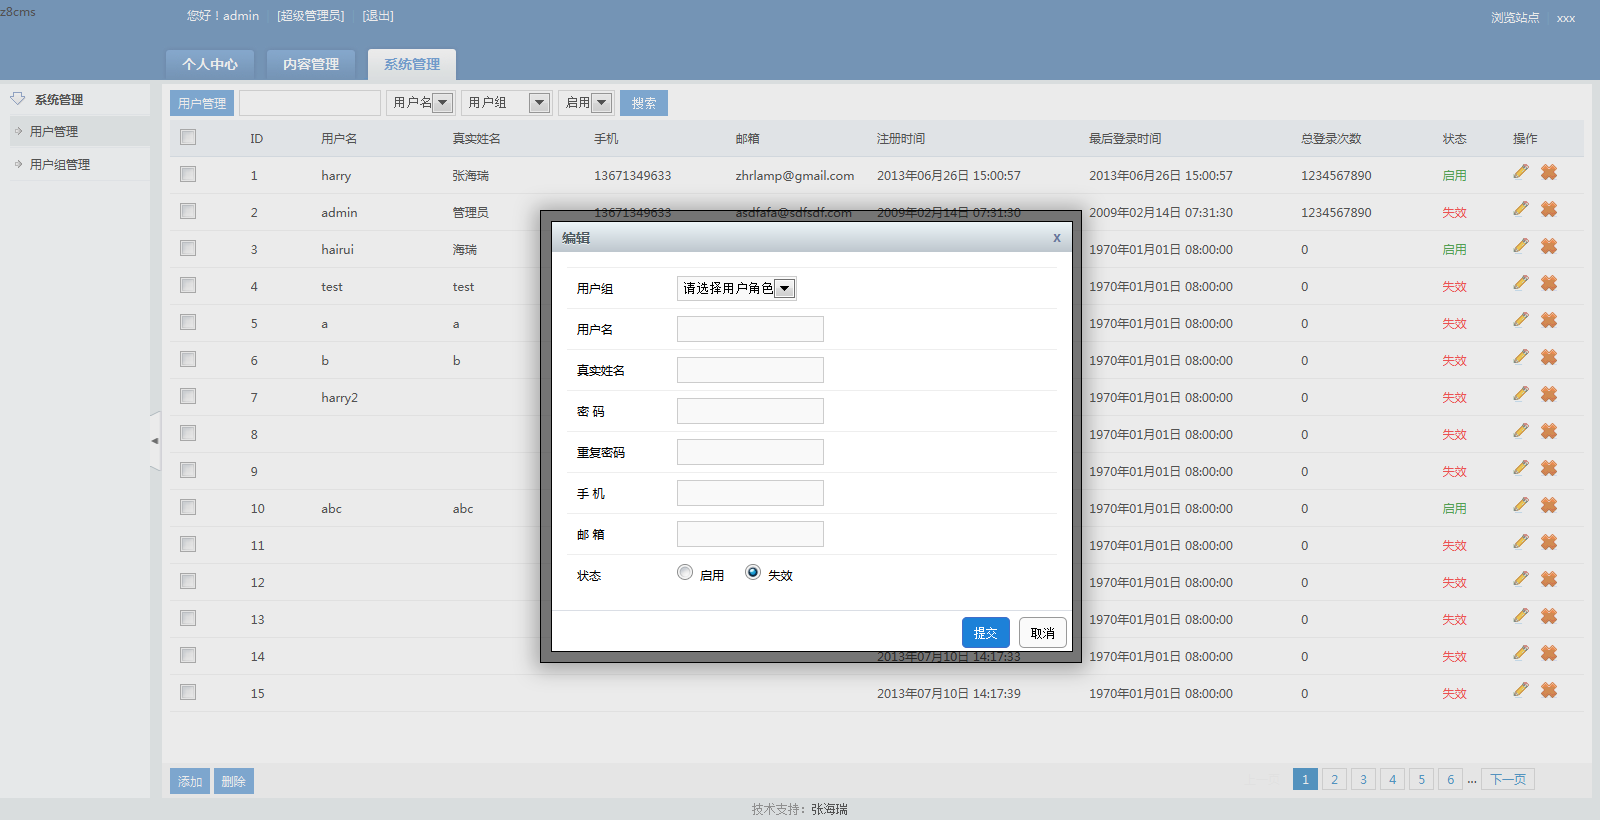 z8cms
您好！admin [超级管理员] [退出]
浏览站点 xxx
个人中心 内容管理 系统管理
系统管理
用户管理
用户组管理
用户管理 用户名 用户组 启用 搜索
ID 用户名 真实姓名 手机 邮箱 注册时间 最后登录时间 总登录次数 状态 操作
1 harry 张海瑞 13671349633 zhrlamp@gmail.com 2013年06月26日 15:00:57 2013年06月26日 15:00:57 1234567890 启用
2 admin 管理员 13671349633 asdfafa@sdfsdf.com 2009年02月14日 07:31:30 2009年02月14日 07:31:30 1234567890 失效
3 hairui 海瑞 1970年01月01日 08:00:00 0 启用
4 test test 1970年01月01日 08:00:00 0 失效
5 a a 1970年01月01日 08:00:00 0 失效
6 b b 1970年01月01日 08:00:00 0 失效
7 harry2 1970年01月01日 08:00:00 0 失效
8 1970年01月01日 08:00:00 0 失效
9 1970年01月01日 08:00:00 0 失效
10 abc abc 1970年01月01日 08:00:00 0 启用
11 1970年01月01日 08:00:00 0 失效
12 1970年01月01日 08:00:00 0 失效
13 1970年01月01日 08:00:00 0 失效
14 2013年07月10日 14:17:33 1970年01月01日 08:00:00 0 失效
15 2013年07月10日 14:17:39 1970年01月01日 08:00:00 0 失效
编辑 x
用户组 请选择用户角色
用户名
真实姓名
密 码
重复密码
手 机
邮 箱
状态 启用 失效
提交 取消
添加 删除
1 2 3 4 5 6 ... 下一页
技术支持：张海瑞